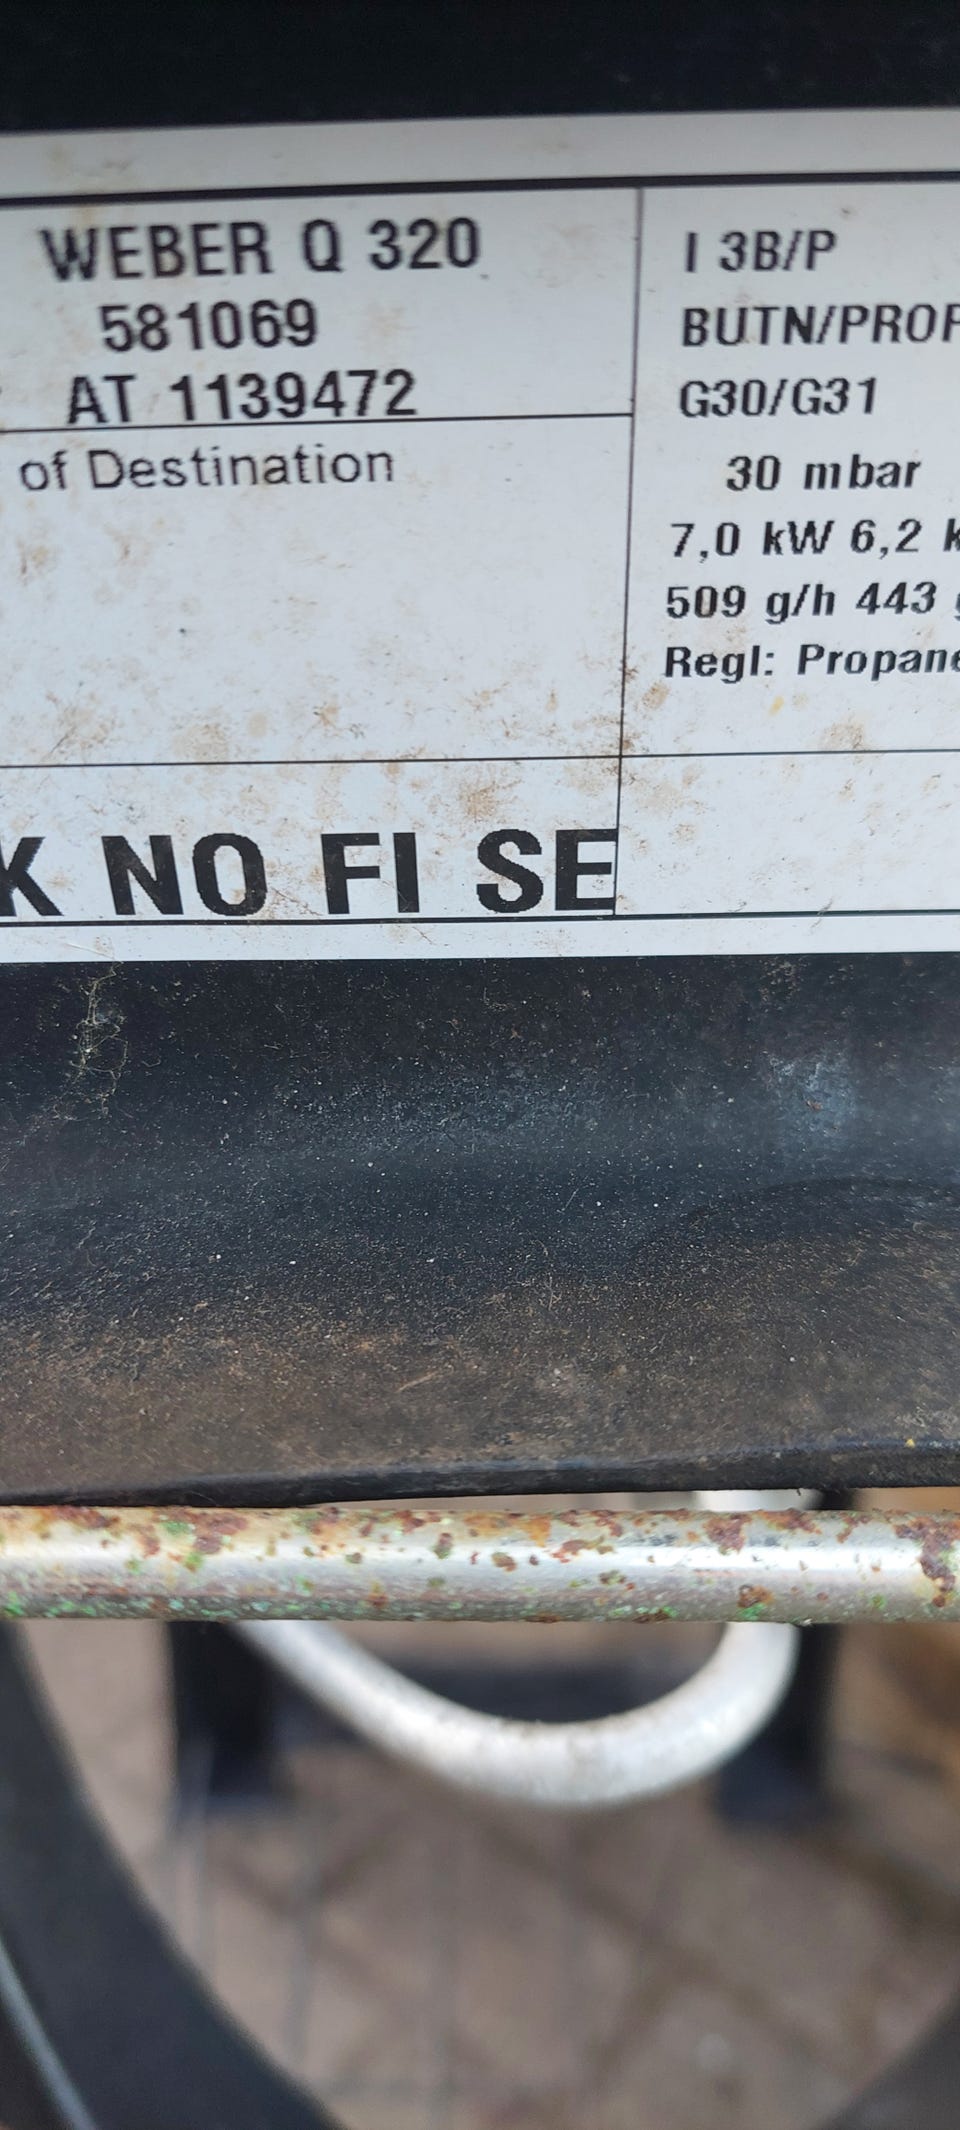 WEBER Q 320
581069
AT 1139472
of Destination
K NO FI SE
I 3B/P
BUTN/PROP
G30/G31
30 mbar
7,0 kW 6,2 k
509 g/h 443 g
Regl: Propane